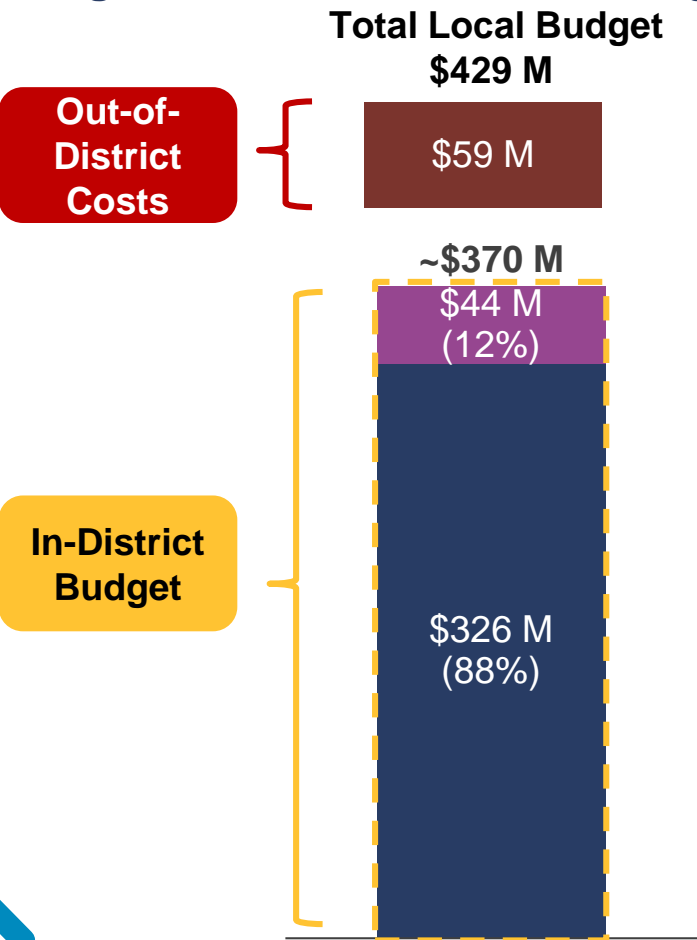 Total Local Budget
$429 M
Out-of-
District
Costs
$59 M
~$370 M
$44 M
(12%)
In-District
Budget
$326 M
(88%)